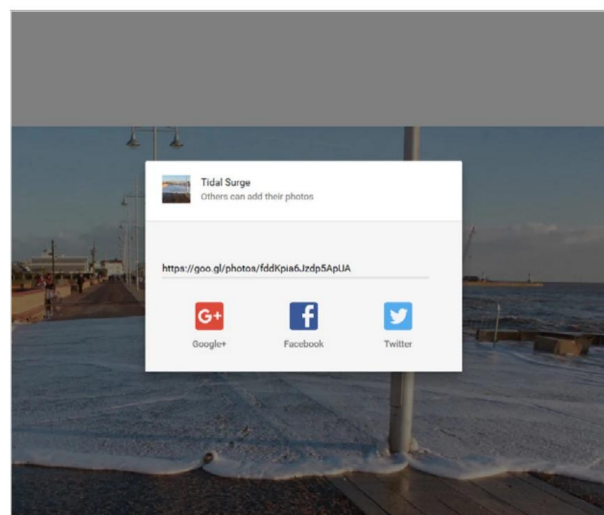 Tidal Surge
Others can add their photos
https://goo.gl/photos/fddKpia6Jzdp5ApUA
G+
f
Google+
Facebook
Twitter